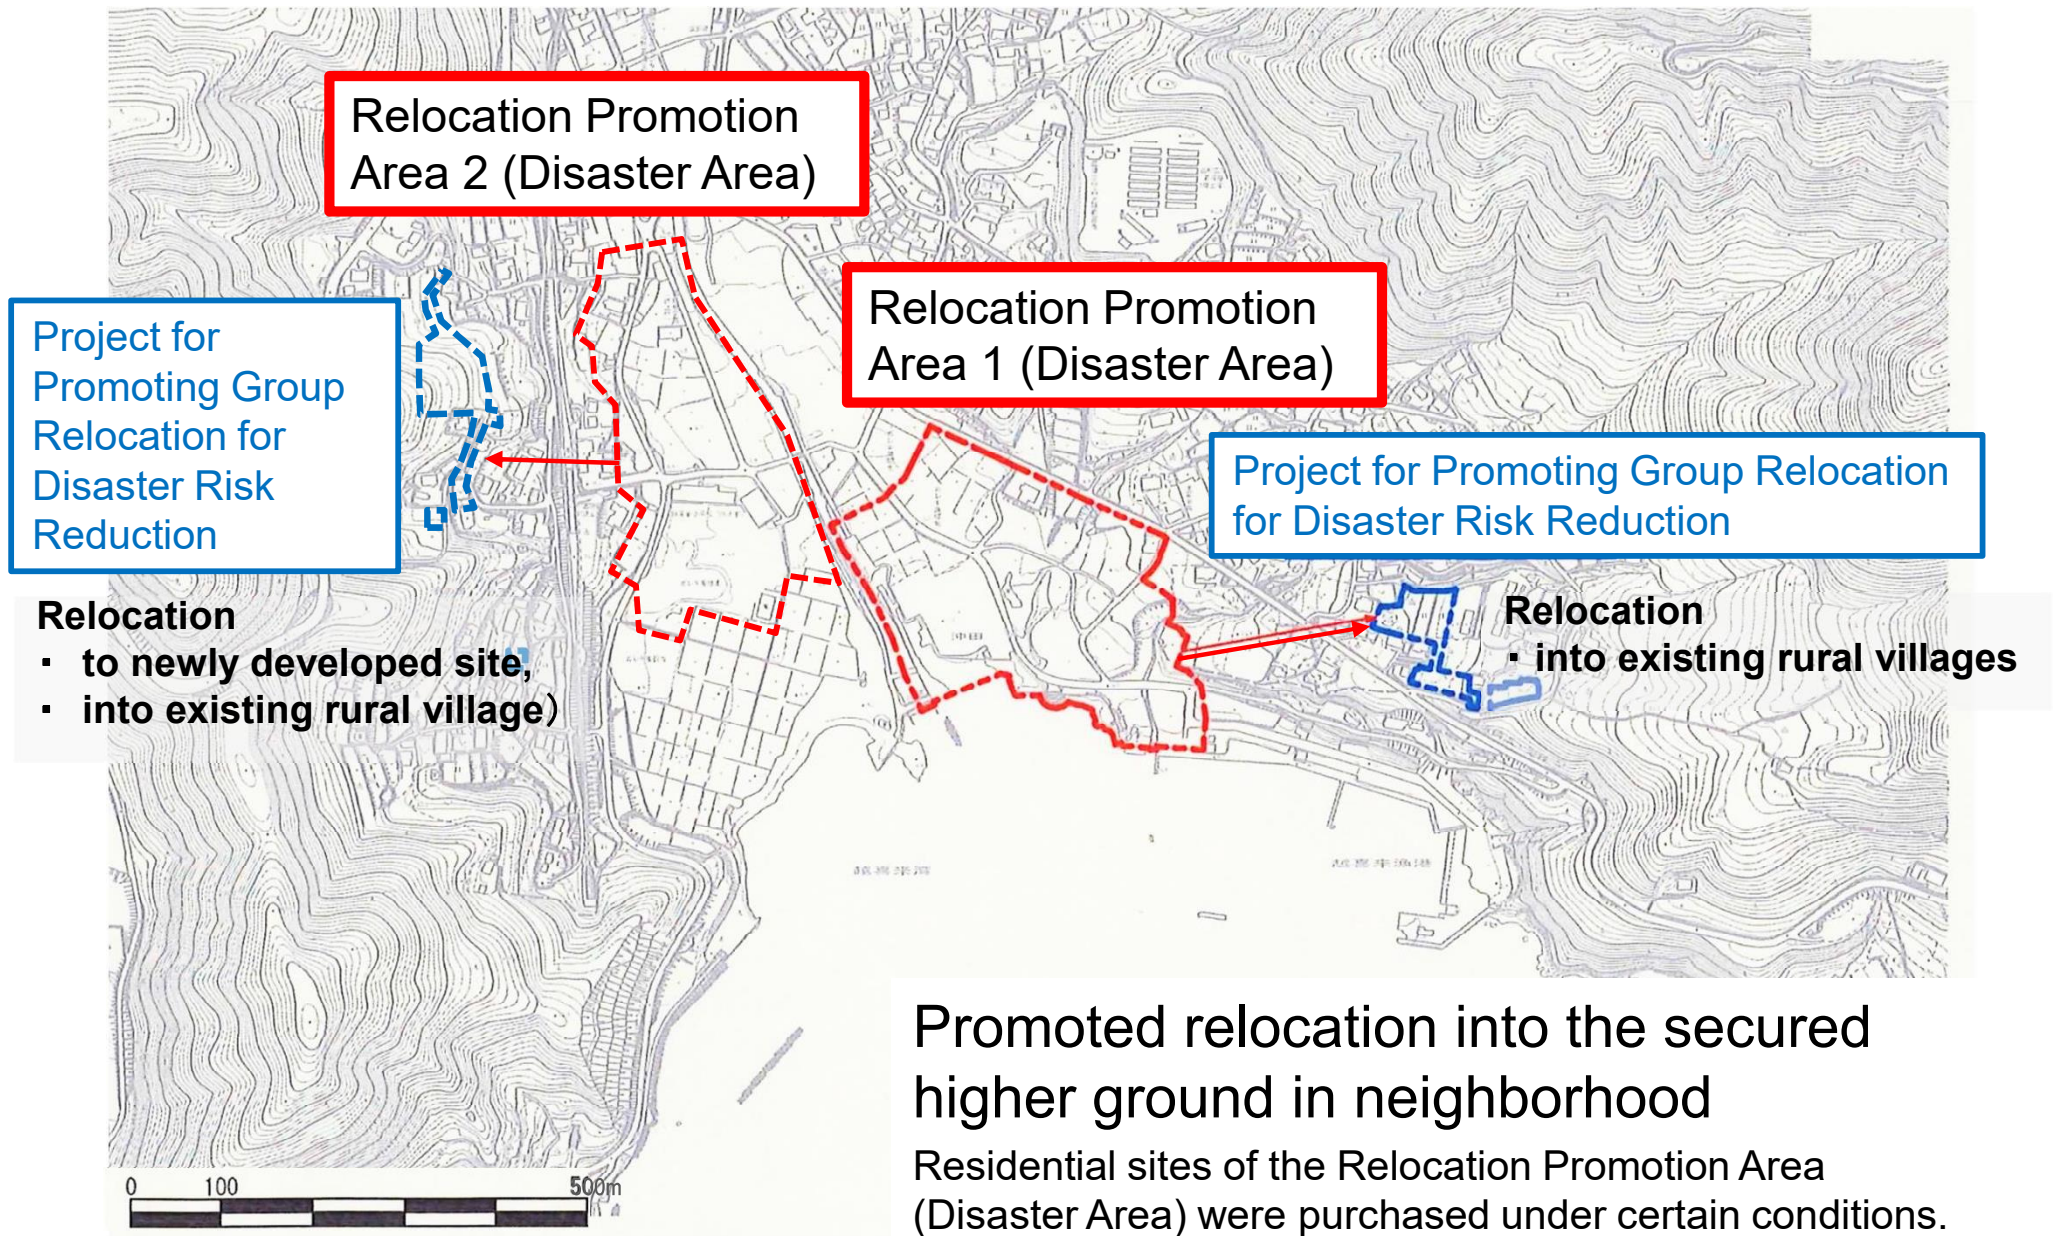 Relocation Promotion
Area 2 (Disaster Area)
Relocation Promotion
Area 1 (Disaster Area)
Project for
Promoting Group
Relocation for
Disaster Risk
Reduction
Project for Promoting Group Relocation
for Disaster Risk Reduction
Relocation
・ to newly developed site,
・ into existing rural village）
Relocation
・into existing rural villages
Promoted relocation into the secured
higher ground in neighborhood
Residential sites of the Relocation Promotion Area
(Disaster Area) were purchased under certain conditions.
0 100 500m